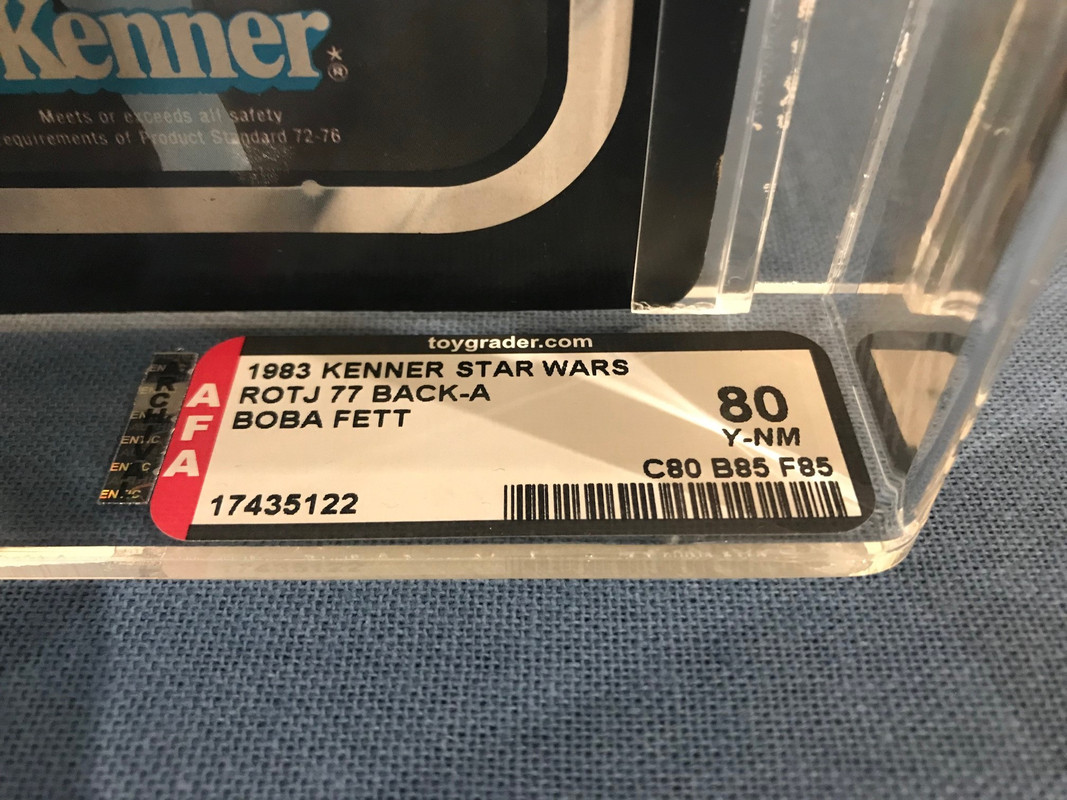 Kenner
®
Meets or exceeds all safety
requirements of Product Standard 72-76
toygrader.com
AFA
1983 KENNER STAR WARS
ROTJ 77 BACK-A
BOBA FETT
80
Y-NM
C80 B85 F85
17435122